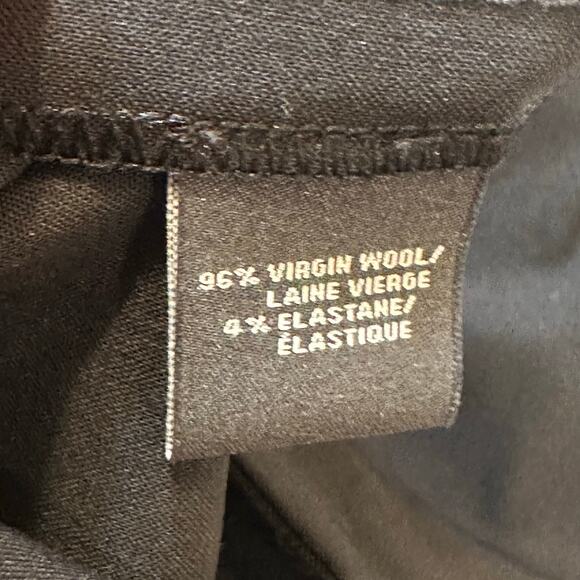 96% VIRGIN WOOL/
LAINE VIERGE
4% ELASTANE/
ÉLASTIQUE